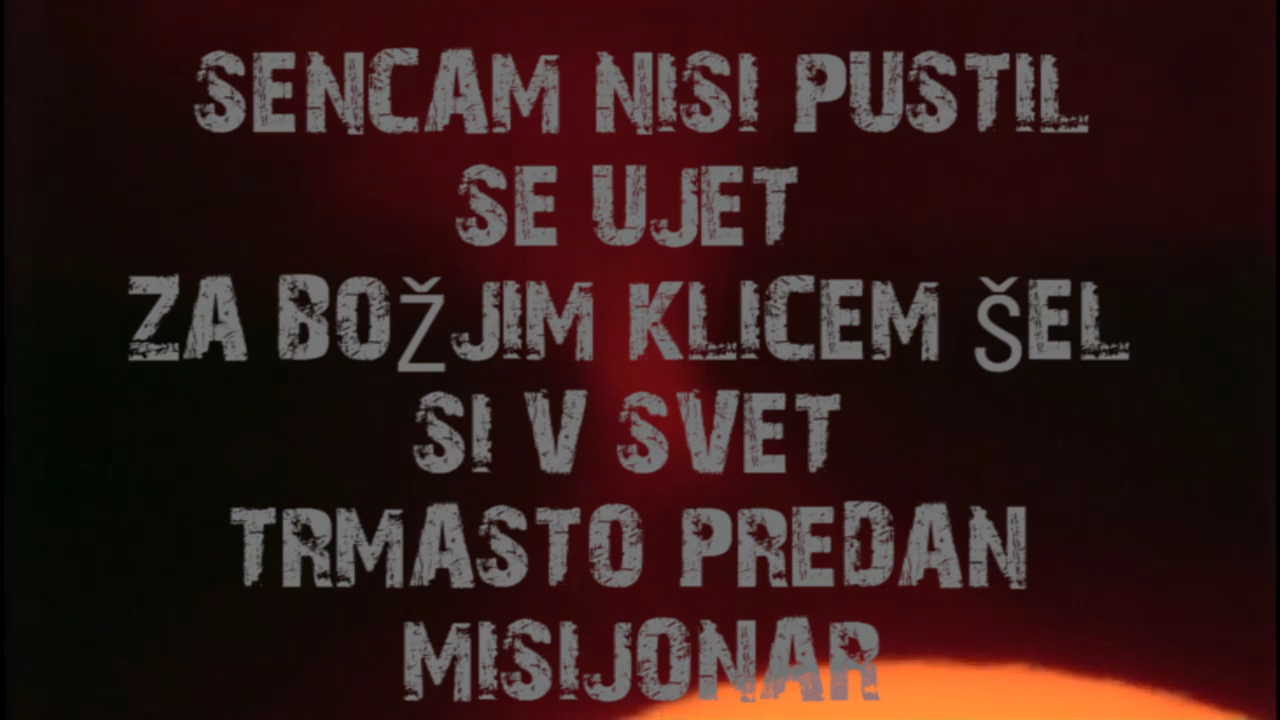 SENCAM NISI PUSTIL
SE UJET
ZA BOŽJIM KLICEM ŠEL
SI V SVET
TRMASTO PREDAN
MISIJONAR